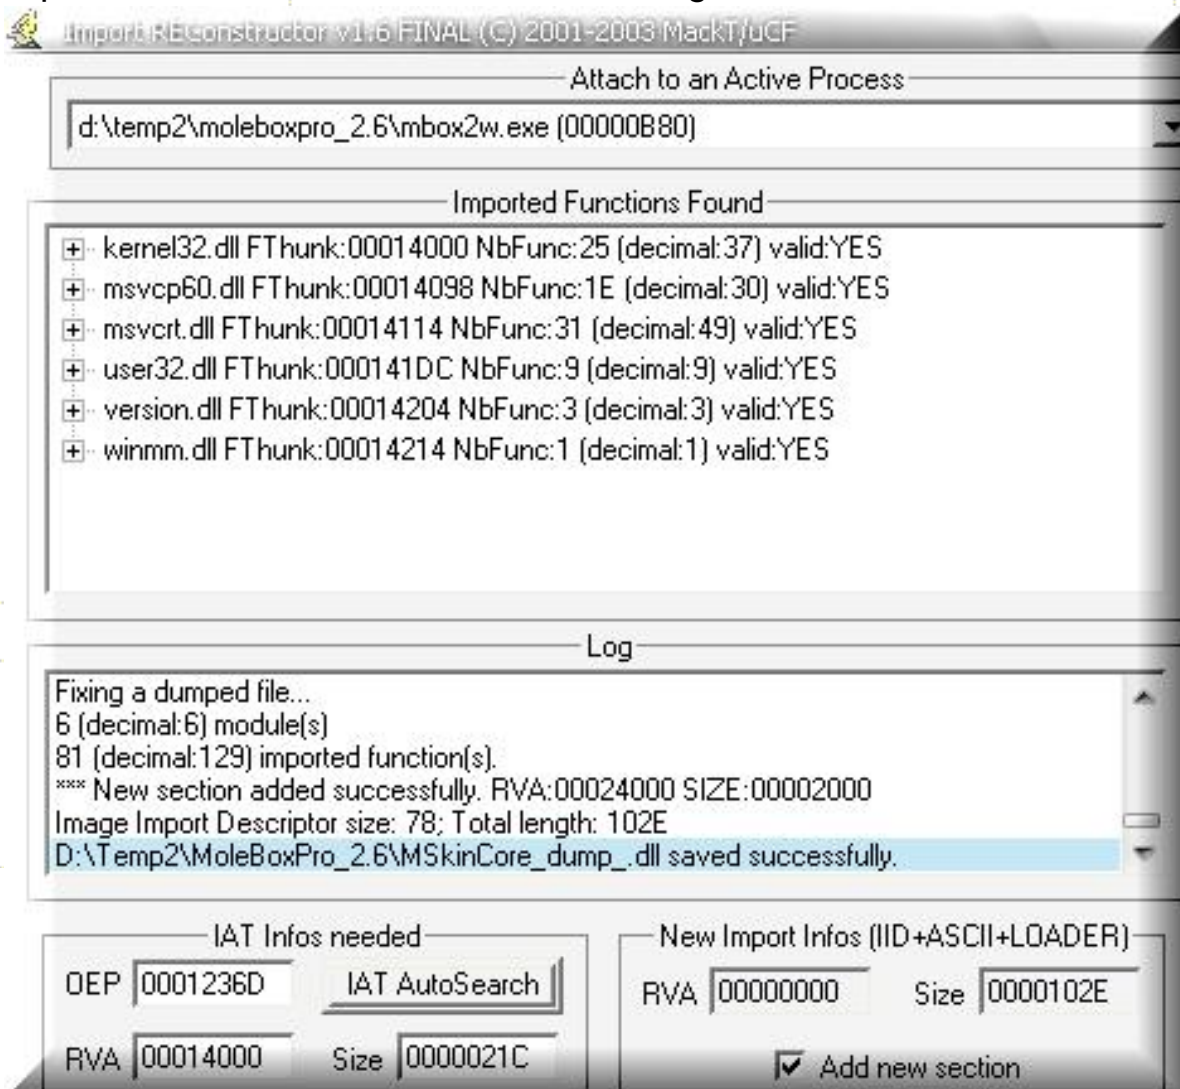 Import REConstructor v1.6 FINAL (C) 2001-2003 MackT/uCF
Attach to an Active Process
d:\temp2\moleboxpro_2.6\mbox2w.exe (00000B80)
Imported Functions Found
kernel32.dll FThunk:00014000 NbFunc:25 (decimal:37) valid:YES
msvcp60.dll FThunk:00014098 NbFunc:1E (decimal:30) valid:YES
msvcrt.dll FThunk:00014114 NbFunc:31 (decimal:49) valid:YES
user32.dll FThunk:000141DC NbFunc:9 (decimal:9) valid:YES
version.dll FThunk:00014204 NbFunc:3 (decimal:3) valid:YES
winmm.dll FThunk:00014214 NbFunc:1 (decimal:1) valid:YES
Log
Fixing a dumped file...
6 (decimal:6) module(s)
81 (decimal:129) imported function(s).
*** New section added successfully. RVA:00024000 SIZE:00002000
Image Import Descriptor size: 78; Total length: 102E
D:\Temp2\MoleBoxPro_2.6\MSkinCore_dump_.dll saved successfully.
IAT Infos needed
OEP 0001236D IAT AutoSearch
RVA 00014000 Size 0000021C
New Import Infos (IID+ASCII+LOADER)
RVA 00000000 Size 0000102E
Add new section